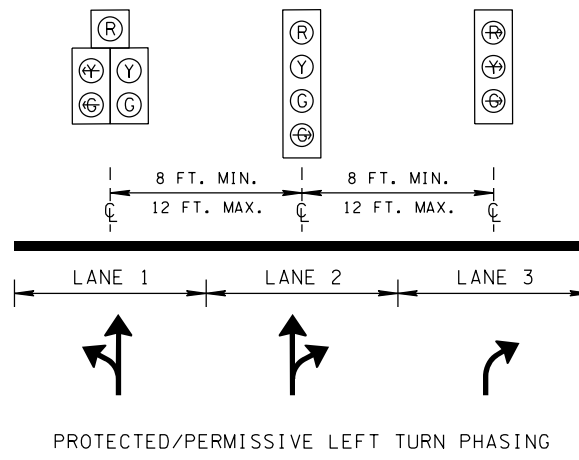 R R R
Y Y Y Y
G G G G
G
8 FT. MIN. 8 FT. MIN.
12 FT. MAX. 12 FT. MAX.
℄ ℄ ℄
LANE 1 LANE 2 LANE 3
PROTECTED/PERMISSIVE LEFT TURN PHASING